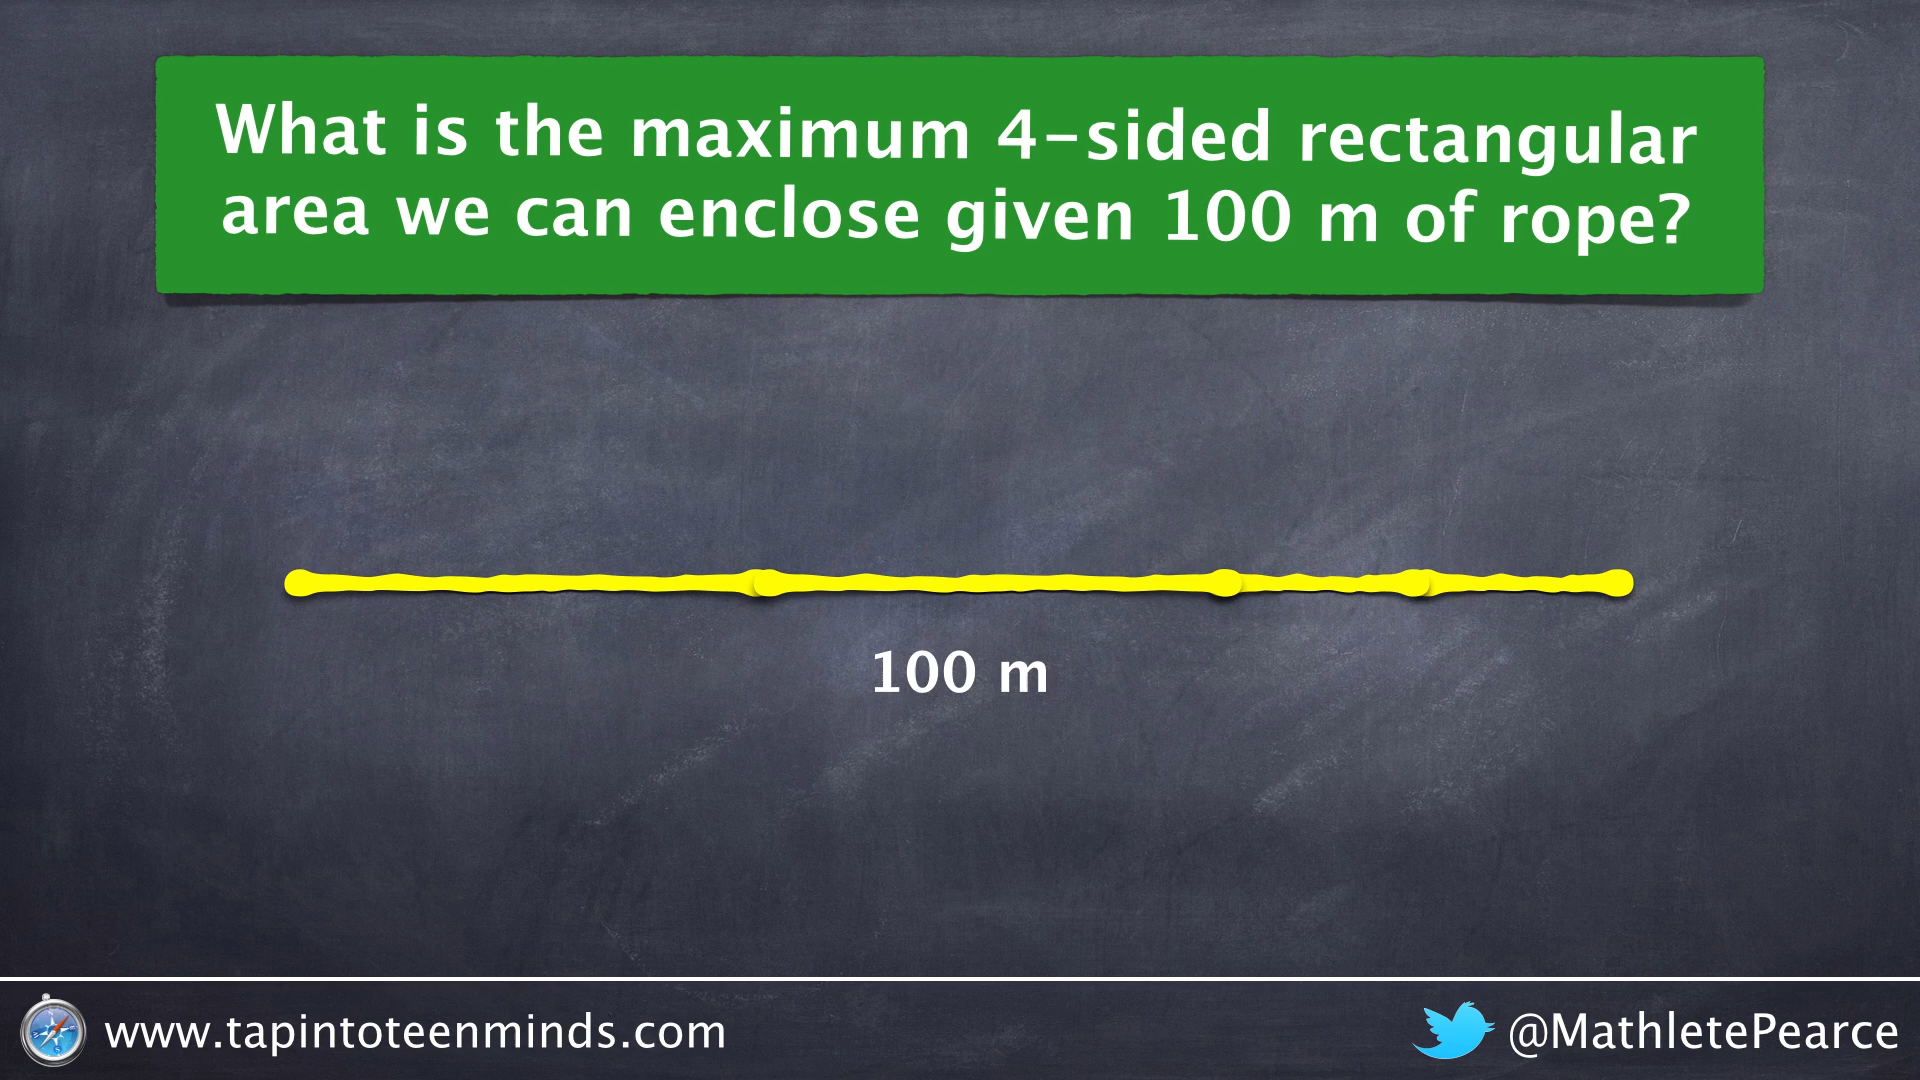 What is the maximum 4-sided rectangular
area we can enclose given 100 m of rope?
100 m
www.tapintoteenminds.com
@MathletePearce